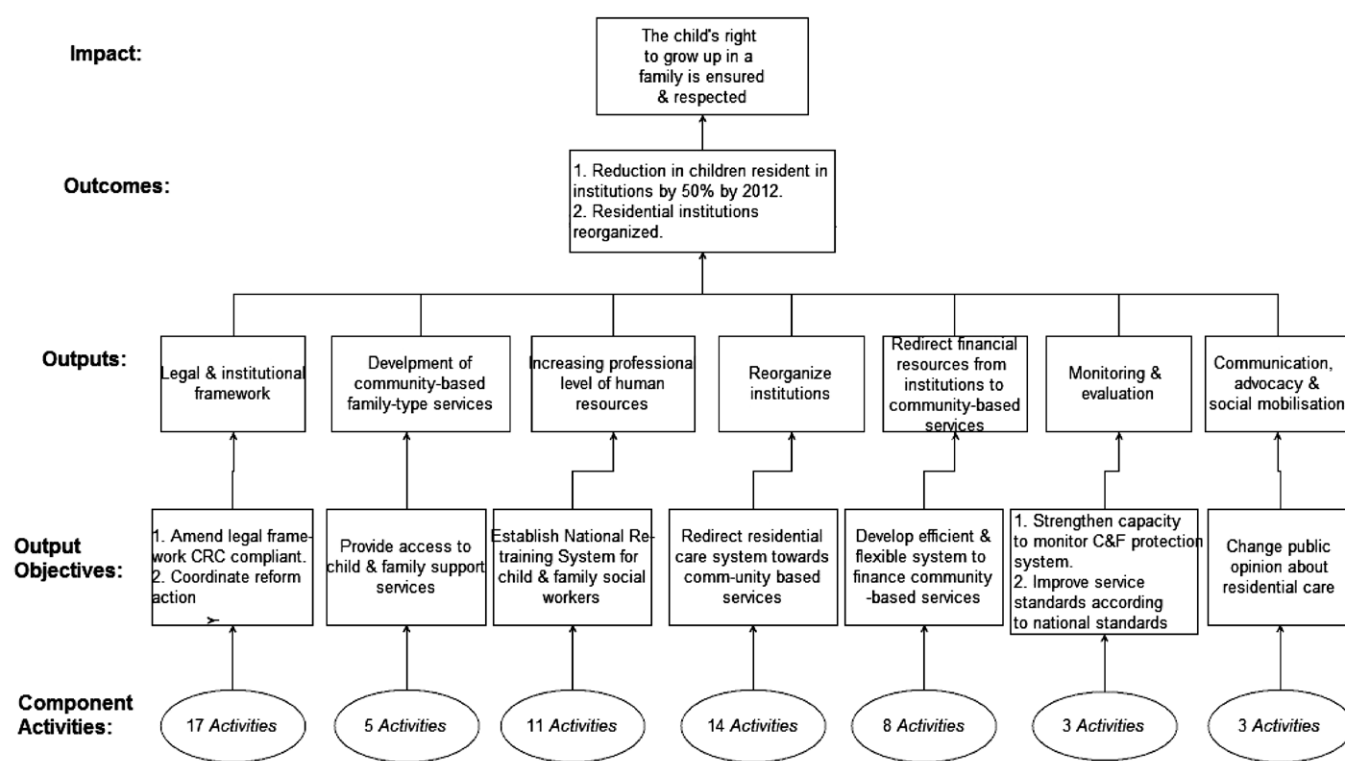 Impact:
The child's right
to grow up in a
family is ensured
& respected
Outcomes:
1. Reduction in children resident in
institutions by 50% by 2012.
2. Residential institutions
reorganized.
Outputs:
Legal & institutional
framework
Develpment of
community-based
family-type services
Increasing professional
level of human
resources
Reorganize
institutions
Redirect financial
resources from
institutions to
community-based
services
Monitoring &
evaluation
Communication,
advocacy &
social mobilisation
Output
Objectives:
1. Amend legal frame-
work CRC compliant.
2. Coordinate reform
action
Provide access to
child & family support
services
Establish National Re-
training System for
child & family social
workers
Redirect residential
care system towards
comm-unity based
services
Develop efficient &
flexible system to
finance community
-based services
1. Strengthen capacity
to monitor C&F protection
system.
2. Improve service
standards according
to national standards
Change public
opinion about
residential care
Component
Activities:
17 Activities
5 Activities
11 Activities
14 Activities
8 Activities
3 Activities
3 Activities